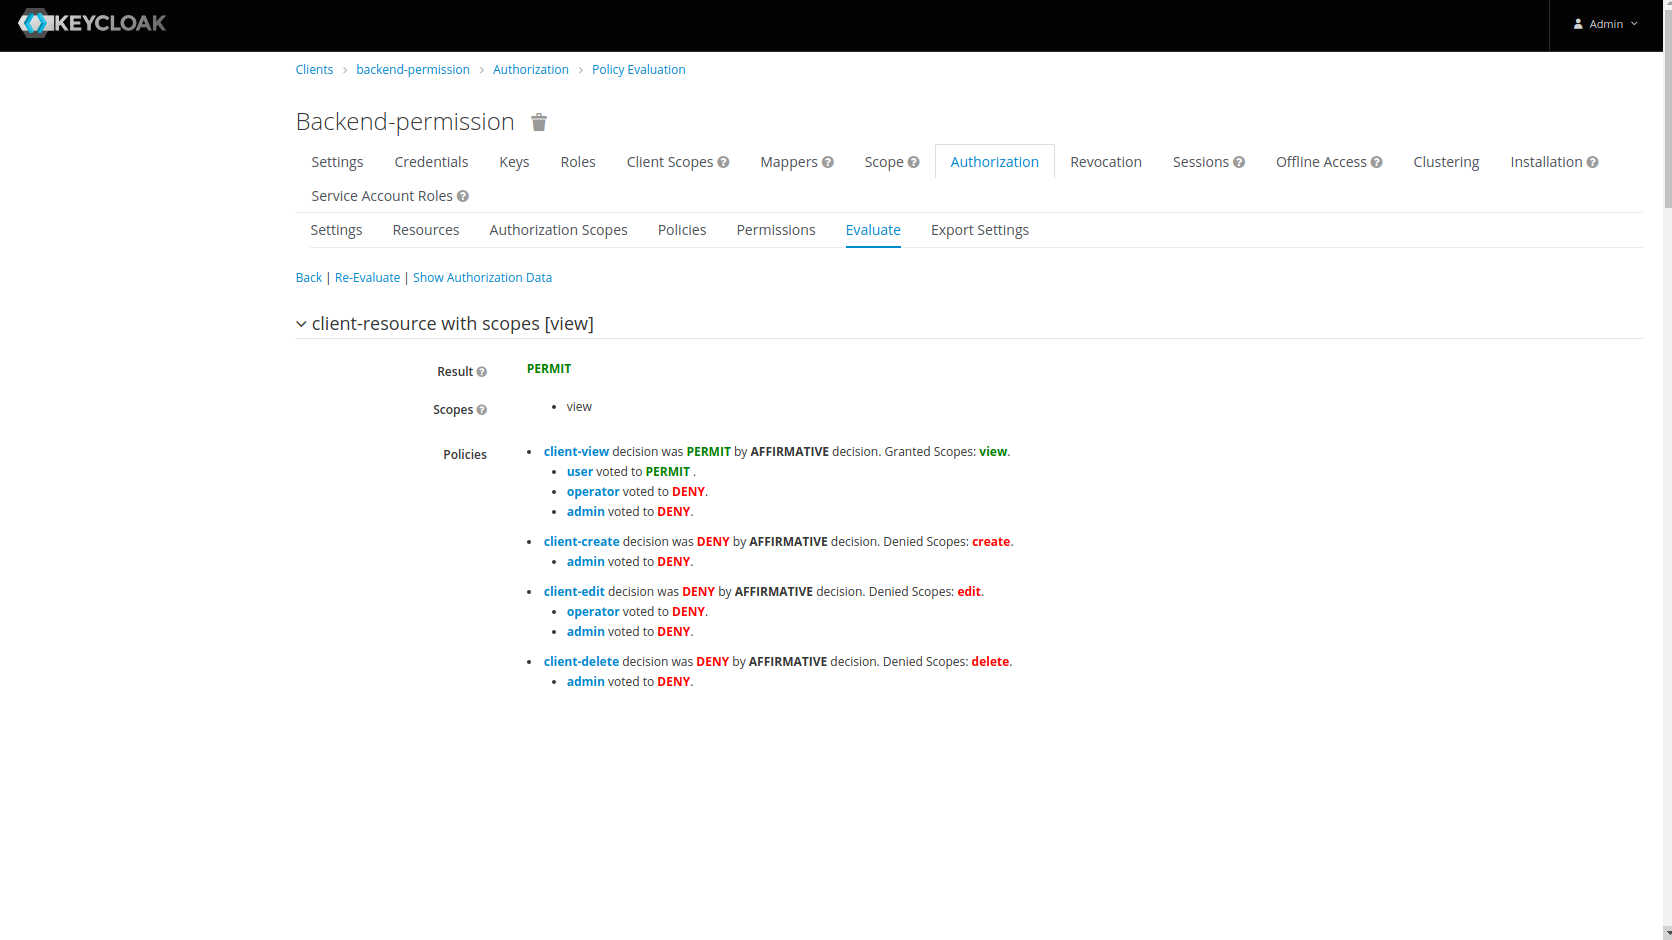 KEYCLOAK
Admin
Clients › backend-permission › Authorization › Policy Evaluation
Backend-permission
Settings Credentials Keys Roles Client Scopes Mappers Scope Authorization Revocation Sessions Offline Access Clustering Installation
Service Account Roles
Settings Resources Authorization Scopes Policies Permissions Evaluate Export Settings
Back | Re-Evaluate | Show Authorization Data
client-resource with scopes [view]
Result PERMIT
Scopes • view
Policies • client-view decision was PERMIT by AFFIRMATIVE decision. Granted Scopes: view.
• user voted to PERMIT .
• operator voted to DENY.
• admin voted to DENY.
• client-create decision was DENY by AFFIRMATIVE decision. Denied Scopes: create.
• admin voted to DENY.
• client-edit decision was DENY by AFFIRMATIVE decision. Denied Scopes: edit.
• operator voted to DENY.
• admin voted to DENY.
• client-delete decision was DENY by AFFIRMATIVE decision. Denied Scopes: delete.
• admin voted to DENY.